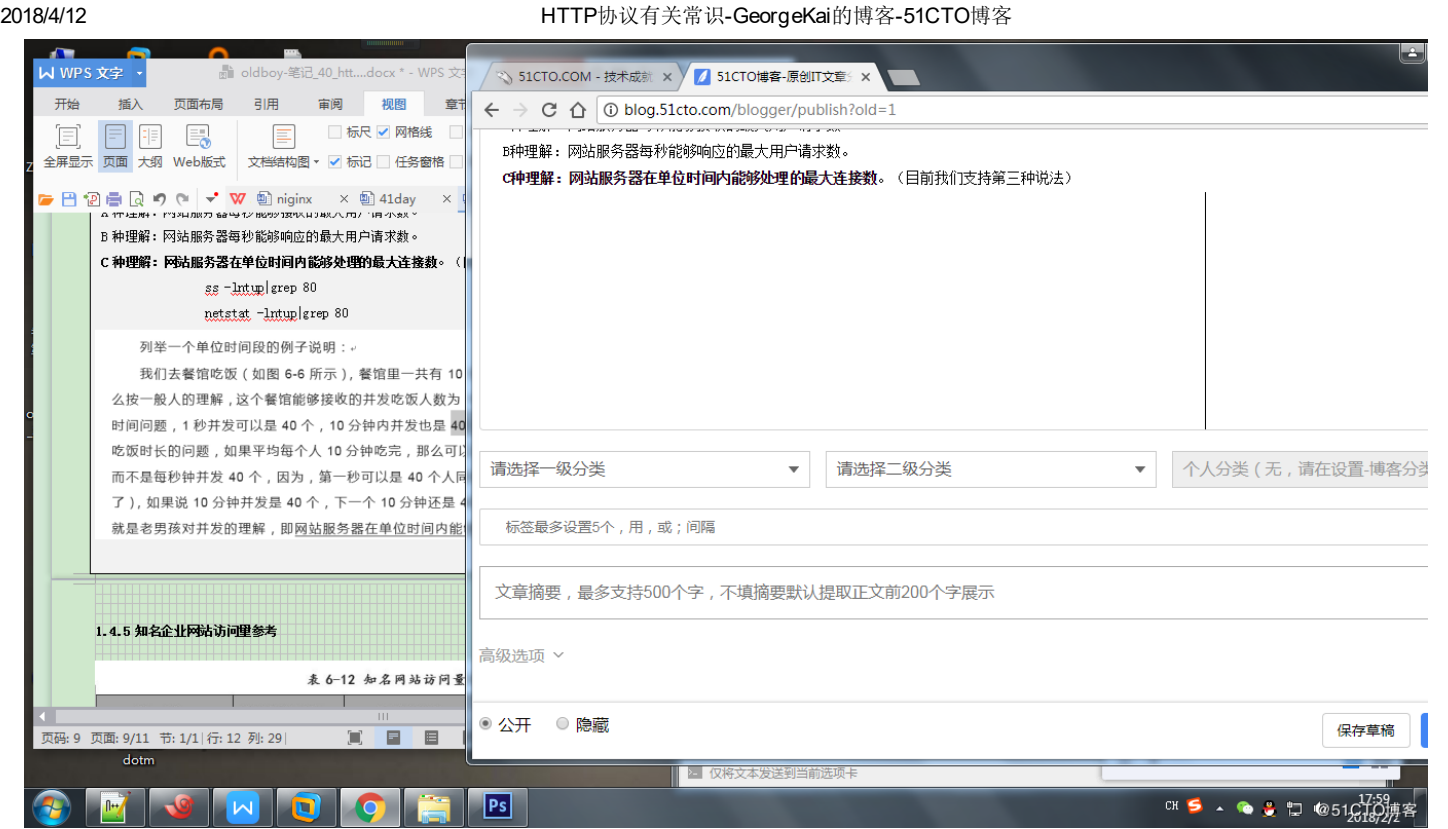 2018/4/12
HTTP协议有关常识-GeorgeKai的博客-51CTO博客
WPS 文字
oldboy-笔记_40_htt....docx * - WPS 文
开始 插入 页面布局 引用 审阅 视图 章节
标尺 网格线
全屏显示 页面 大纲 Web版式 文档结构图 标记 任务窗格
niginx × 41day ×
A 种理解：网站服务器每秒能够接收的最大用户请求数。
B 种理解：网站服务器每秒能够响应的最大用户请求数。
C 种理解：网站服务器在单位时间内能够处理的最大连接数。（
ss -lntup|grep 80
netstat -lntup|grep 80
列举一个单位时间段的例子说明：
我们去餐馆吃饭（如图 6-6 所示），餐馆里一共有 10
么按一般人的理解，这个餐馆能够接收的并发吃饭人数为
时间问题，1 秒并发可以是 40 个，10 分钟内并发也是 40
吃饭时长的问题，如果平均每个人 10 分钟吃完，那么可以
而不是每秒钟并发 40 个，因为，第一秒可以是 40 个人同
了），如果说 10 分钟并发是 40 个，下一个 10 分钟还是 4
就是老男孩对并发的理解，即网站服务器在单位时间内能
1.4.5 知名企业网站访问量参考
表 6-12 知名网站访问量
页码: 9 页面: 9/11 节: 1/1 行: 12 列: 29
dotm
51CTO.COM - 技术成就 ×
51CTO博客-原创IT文章 ×
blog.51cto.com/blogger/publish?old=1
B种理解：网站服务器每秒能够响应的最大用户请求数。
C种理解：网站服务器在单位时间内能够处理的最大连接数。（目前我们支持第三种说法）
请选择一级分类
请选择二级分类
个人分类（无，请在设置-博客分类
标签最多设置5个，用，或；间隔
文章摘要，最多支持500个字，不填摘要默认提取正文前200个字展示
高级选项
公开 隐藏
保存草稿
仅将文本发送到当前选项卡
Ps
CH
17:59
2018/2/2
@51CTO博客